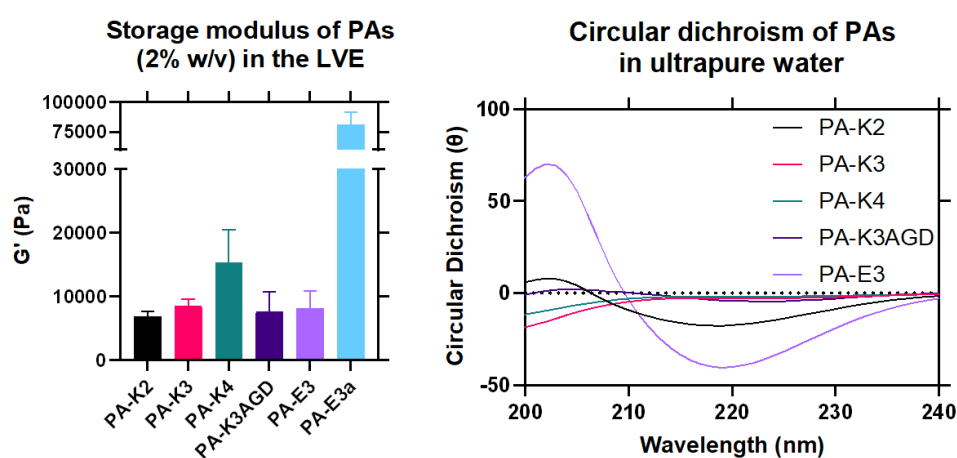 Storage modulus of PAs
(2% w/v) in the LVE
100000
75000
30000
20000
10000
0
G' (Pa)
PA-K2
PA-K3
PA-K4
PA-K3AGD
PA-E3
PA-E3a
Circular dichroism of PAs
in ultrapure water
100
50
0
-50
Circular Dichroism (θ)
PA-K2
PA-K3
PA-K4
PA-K3AGD
PA-E3
200
210
220
230
240
Wavelength (nm)